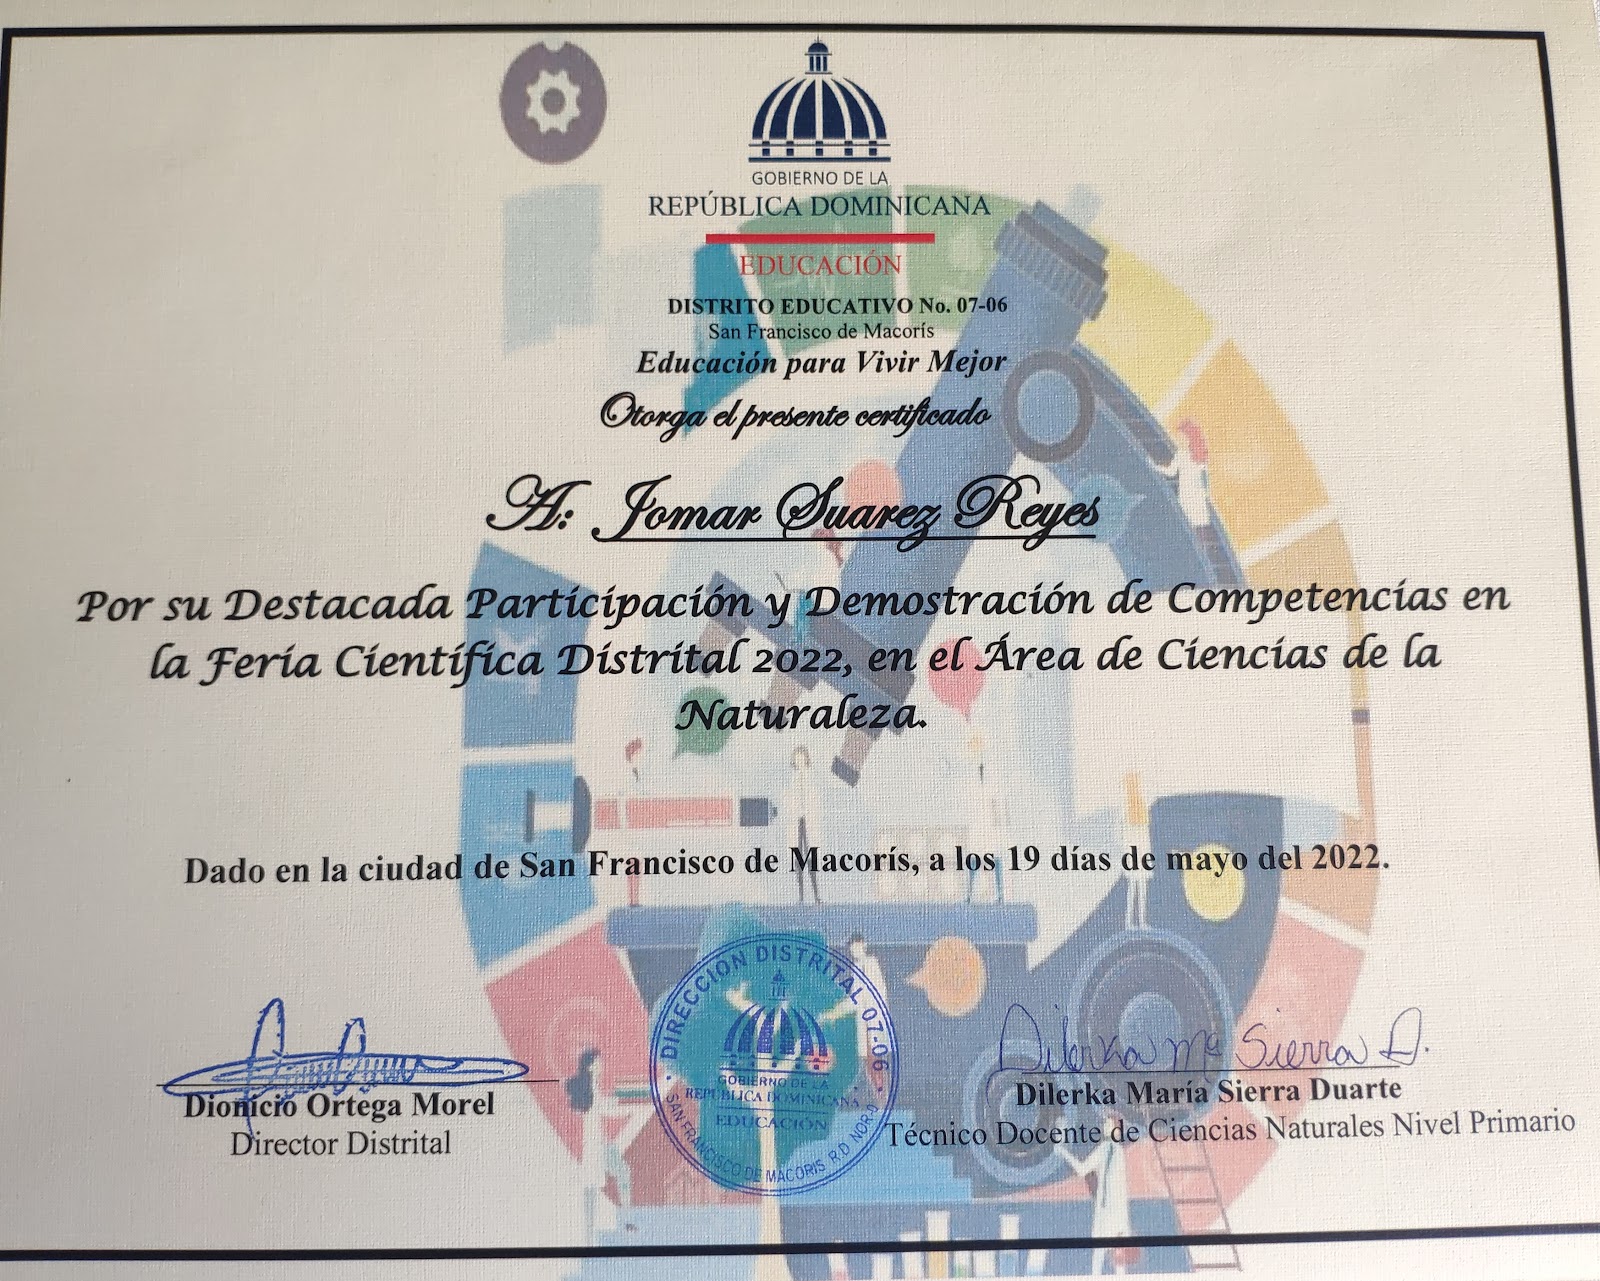 GOBIERNO DE LA
REPÚBLICA DOMINICANA
EDUCACIÓN
DISTRITO EDUCATIVO No. 07-06
San Francisco de Macorís
Educación para Vivir Mejor
Otorga el presente certificado
A: Jomar Suarez Reyes
Por su Destacada Participación y Demostración de Competencias en
la Feria Científica Distrital 2022, en el Área de Ciencias de la
Naturaleza.
Dado en la ciudad de San Francisco de Macorís, a los 19 días de mayo del 2022.
Dionicio Ortega Morel
Director Distrital
DIRECCION DISTRITAL 07-06
GOBIERNO DE LA
REPÚBLICA DOMINICANA
EDUCACIÓN
SAN FRANCISCO DE MACORIS R.D. NORD
Dilerka Ma Sierra D.
Dilerka María Sierra Duarte
Técnico Docente de Ciencias Naturales Nivel Primario